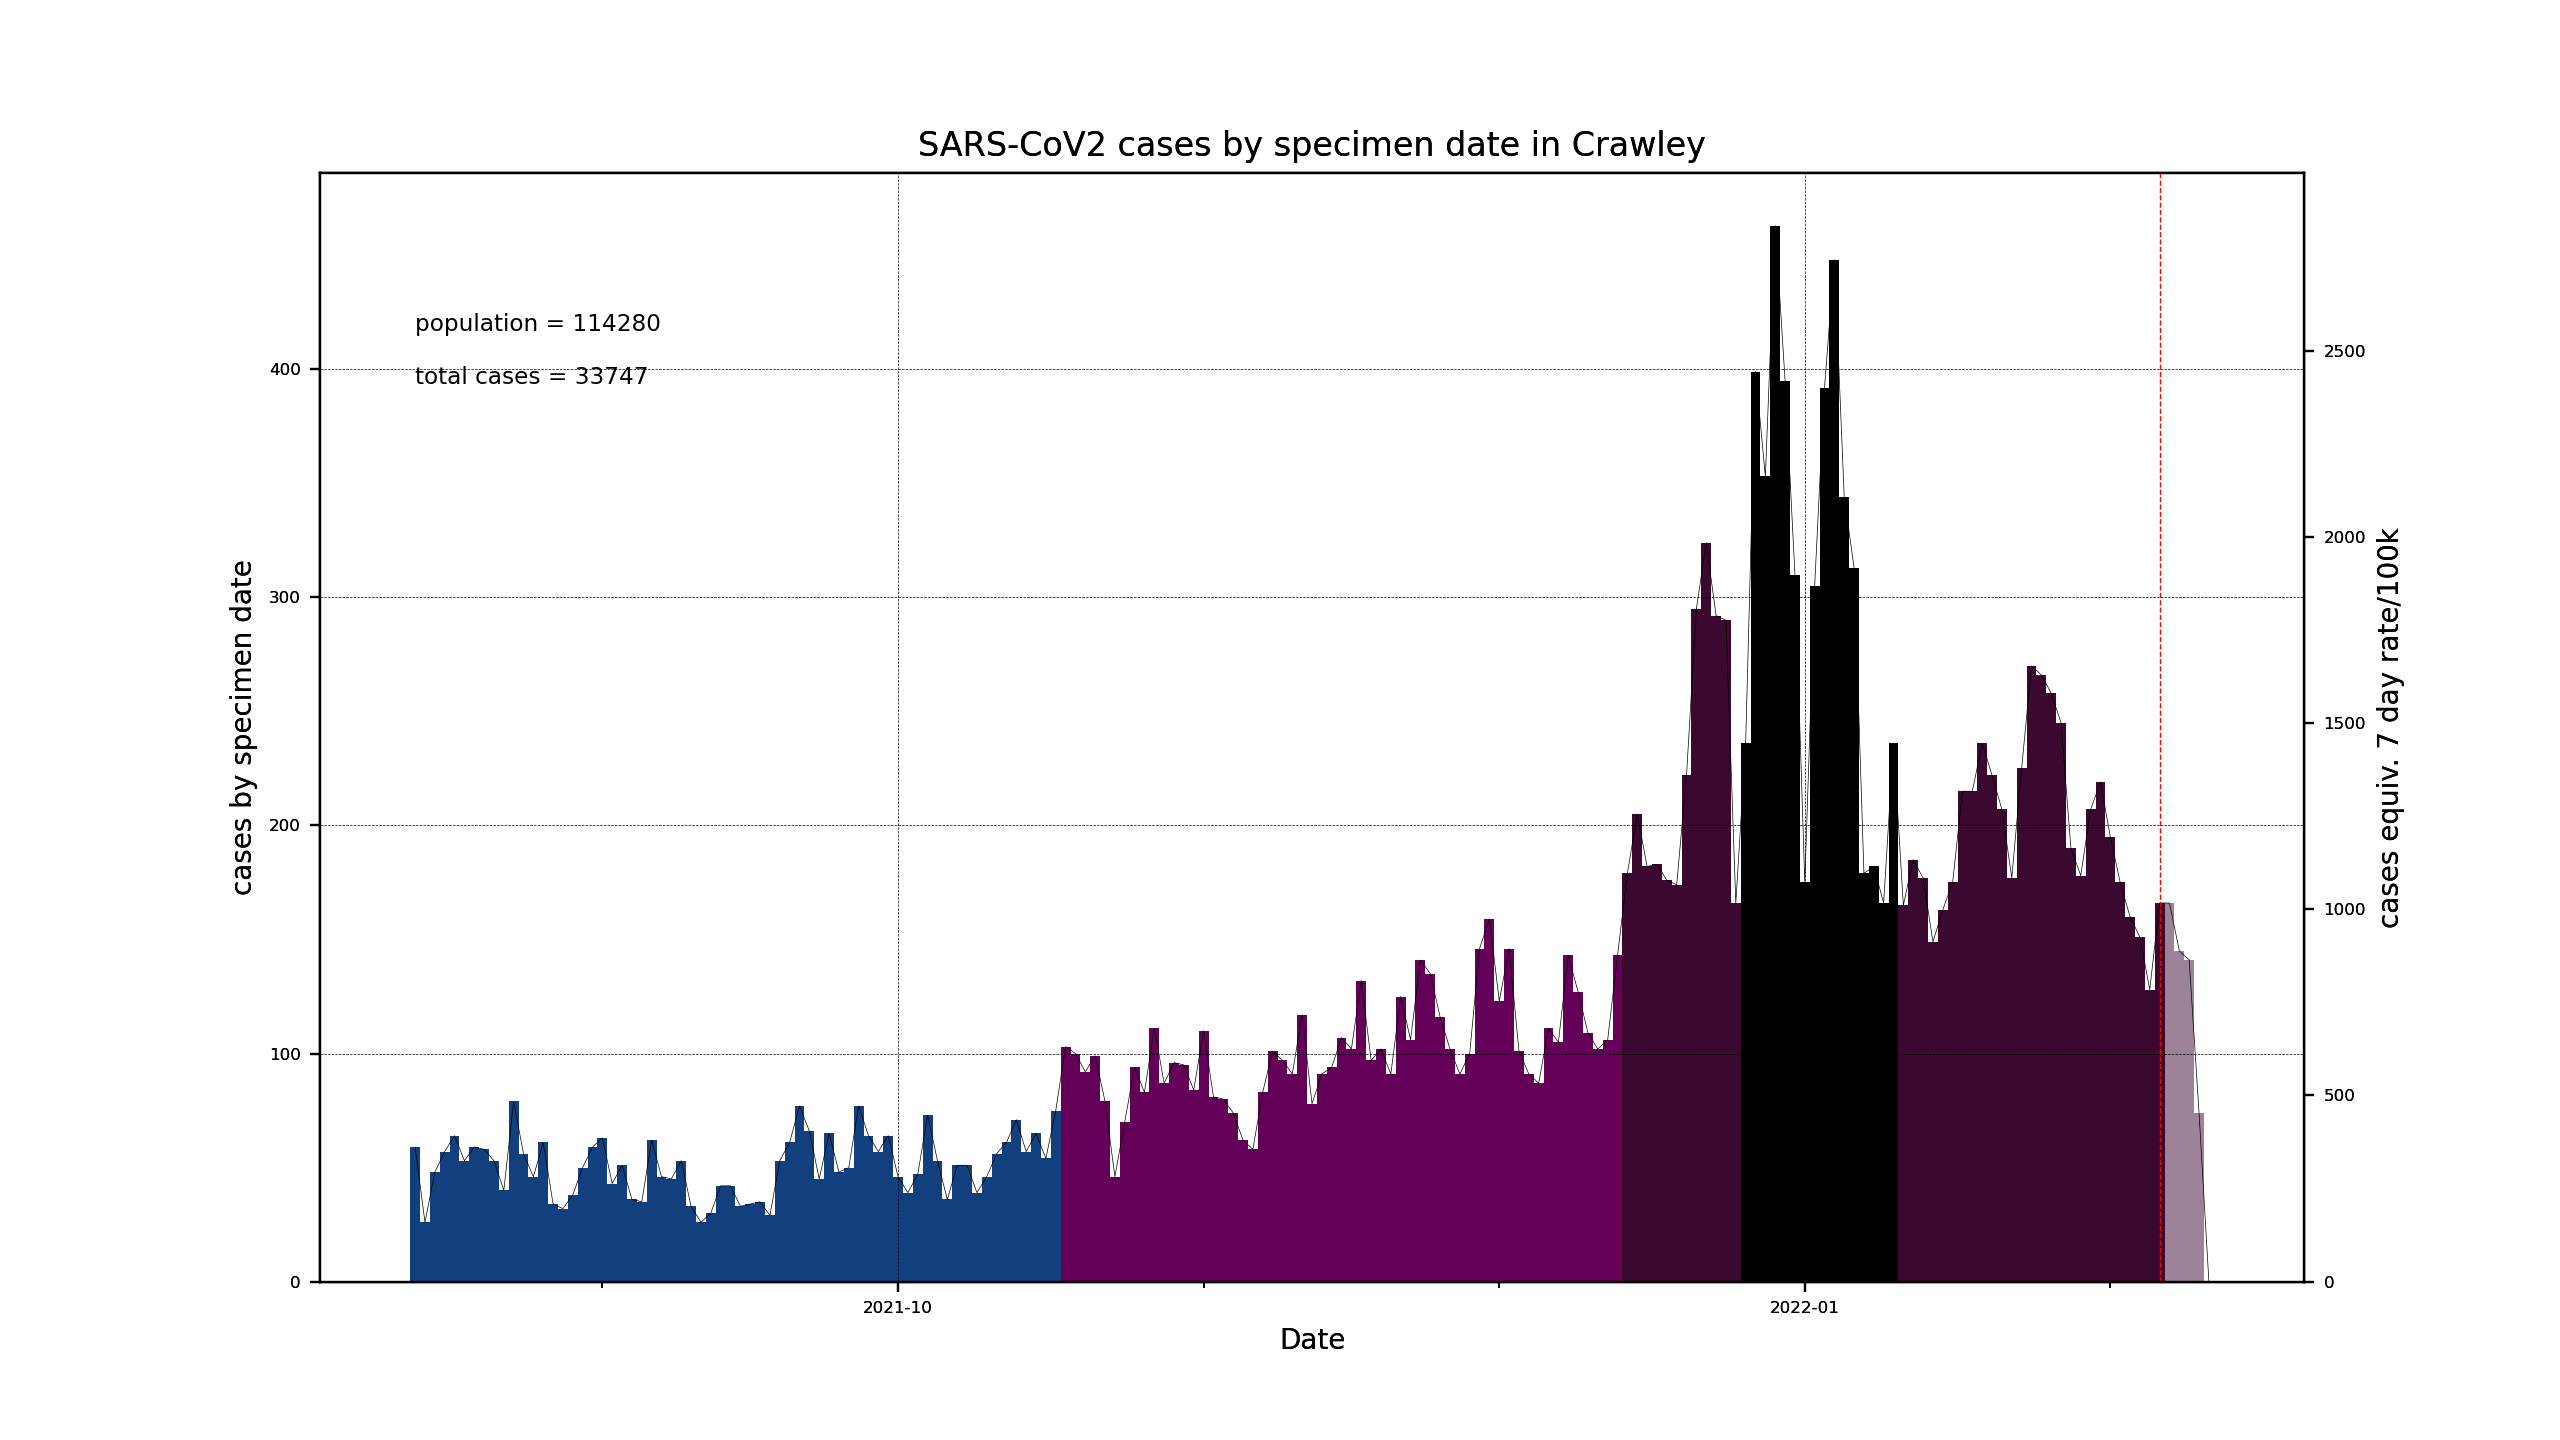 SARS-CoV2 cases by specimen date in Crawley
population = 114280
total cases = 33747
cases by specimen date
400
300
200
100
0
2500
2000
1500
1000
500
0
cases equiv. 7 day rate/100k
2021-10
2022-01
Date